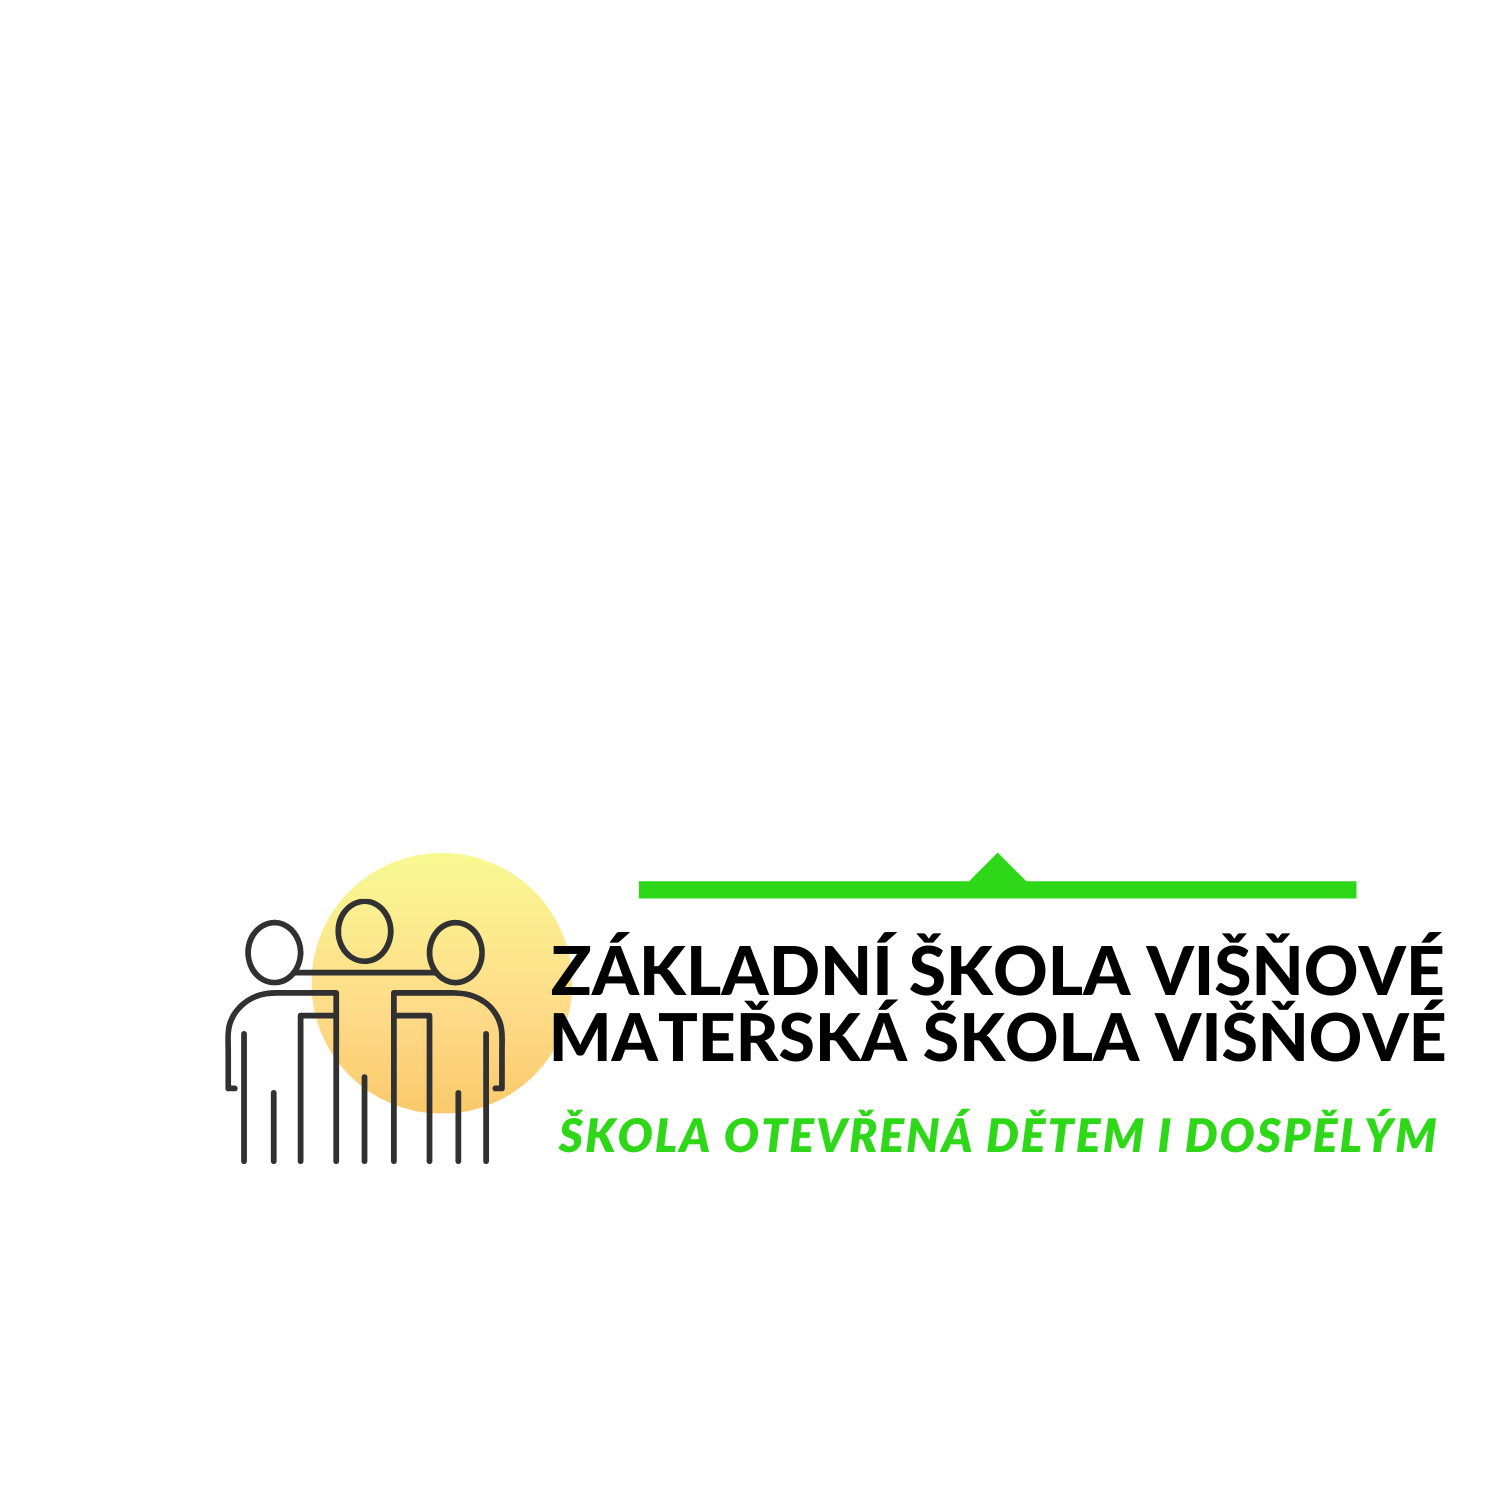 ZÁKLADNÍ ŠKOLA VIŠŇOVÉ
MATEŘSKÁ ŠKOLA VIŠŇOVÉ
ŠKOLA OTEVŘENÁ DĚTEM I DOSPĚLÝM